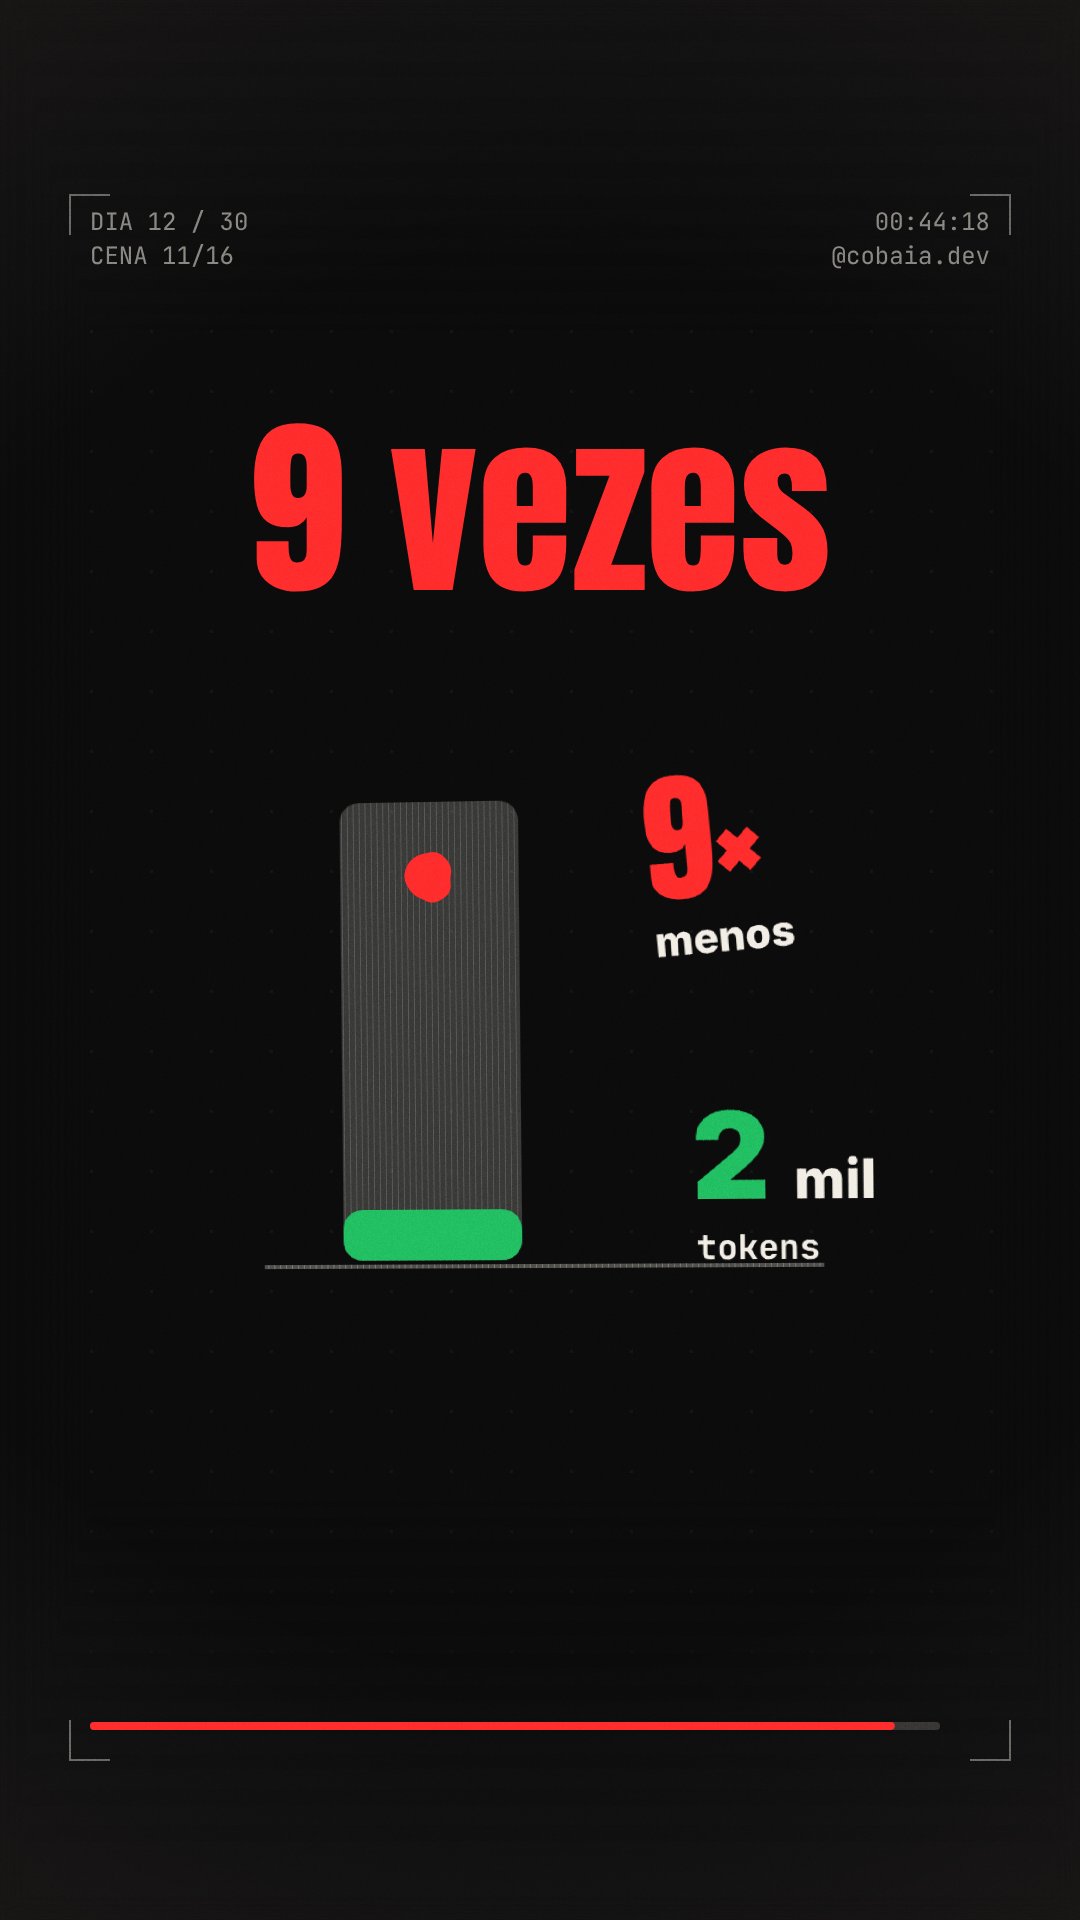 DIA 12 / 30
CENA 11/16
00:44:18
@cobaia.dev
9 vezes
9×
menos
2 mil
tokens